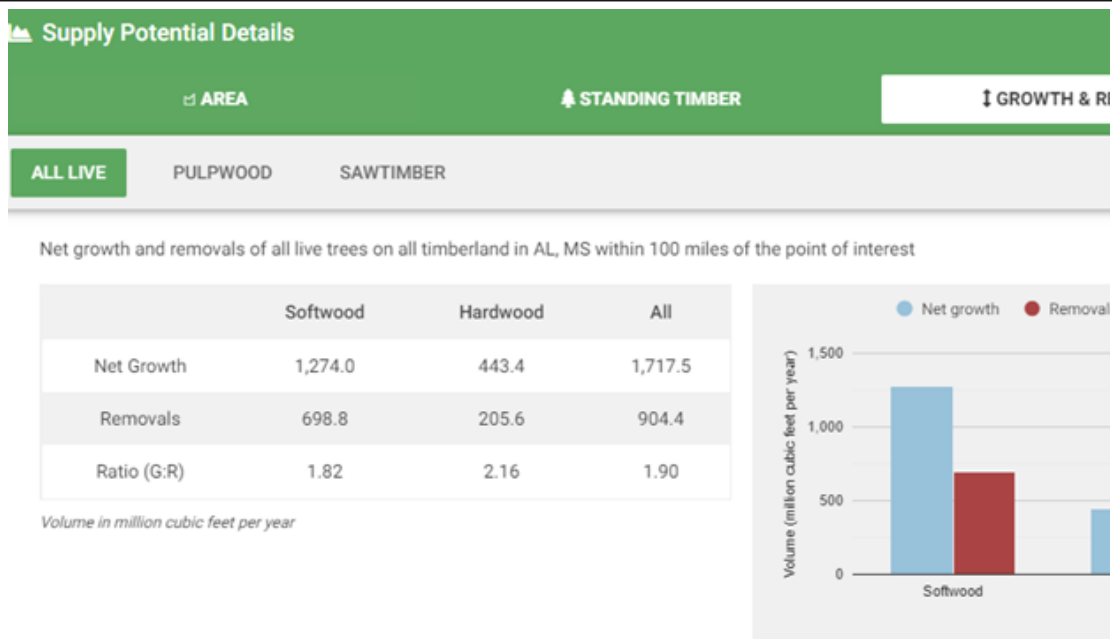 Supply Potential Details
AREA
STANDING TIMBER
GROWTH & RE
ALL LIVE
PULPWOOD
SAWTIMBER
Net growth and removals of all live trees on all timberland in AL, MS within 100 miles of the point of interest
Softwood Hardwood All
Net Growth 1,274.0 443.4 1,717.5
Removals 698.8 205.6 904.4
Ratio (G:R) 1.82 2.16 1.90
Volume in million cubic feet per year
Net growth Removal
Volume (million cubic feet per year)
1,500
1,000
500
0
Softwood